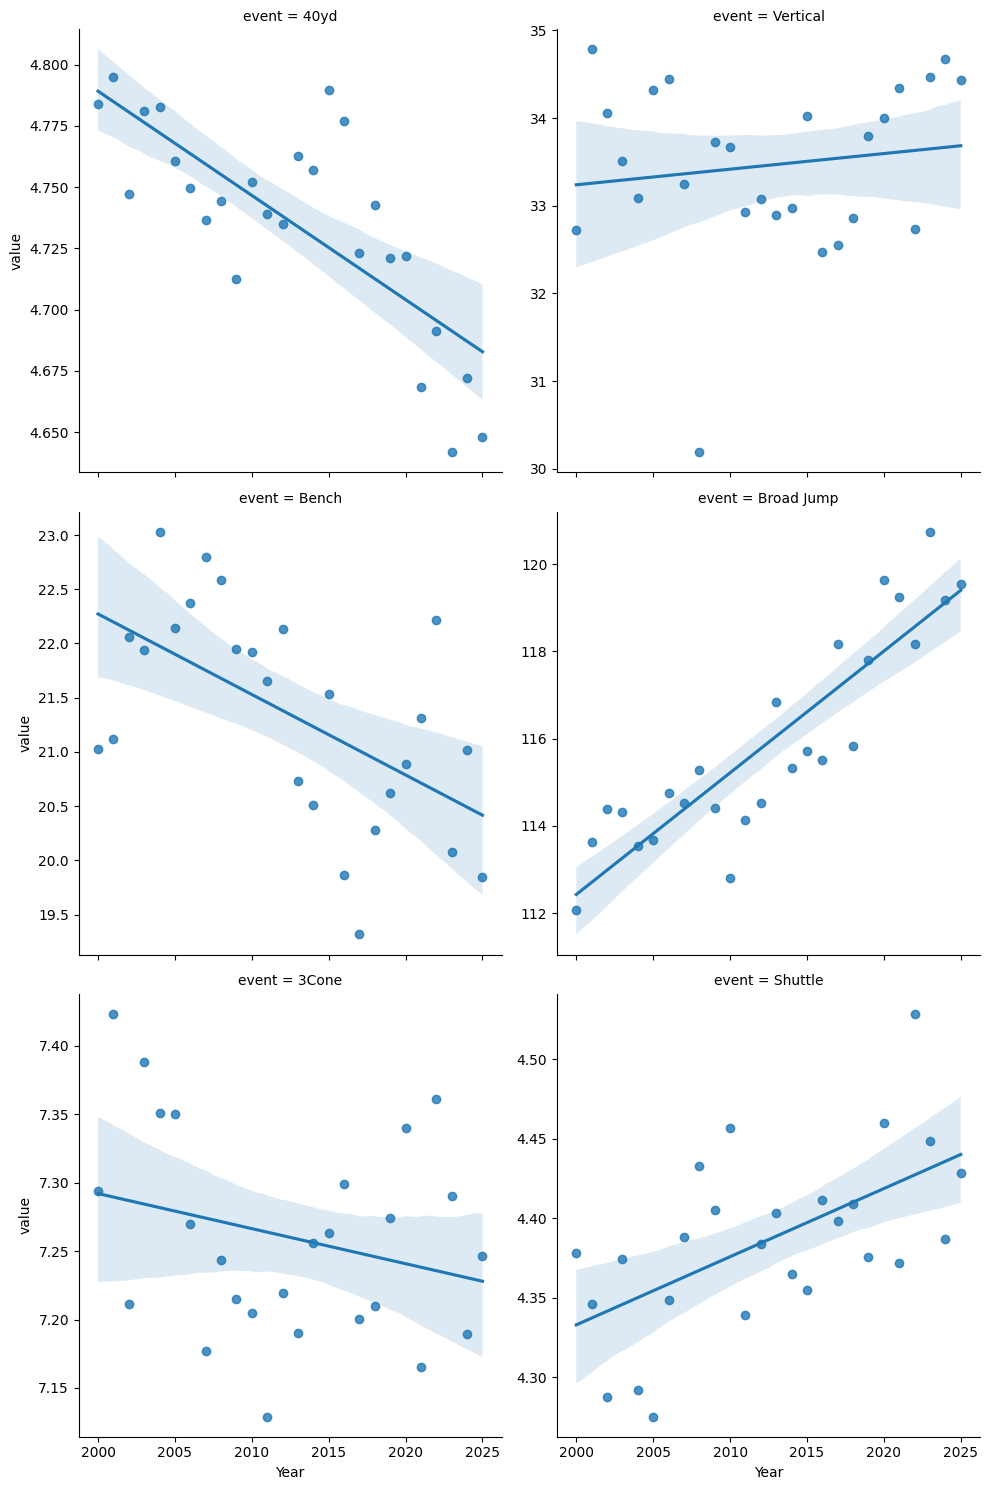 event = 40yd
4.800
4.775
4.750
4.725
4.700
4.675
4.650
value
event = Vertical
35
34
33
32
31
30
event = Bench
23.0
22.5
22.0
21.5
21.0
20.5
20.0
19.5
value
event = Broad Jump
120
118
116
114
112
event = 3Cone
7.40
7.35
7.30
7.25
7.20
7.15
value
2000 2005 2010 2015 2020 2025
Year
event = Shuttle
4.50
4.45
4.40
4.35
4.30
2000 2005 2010 2015 2020 2025
Year